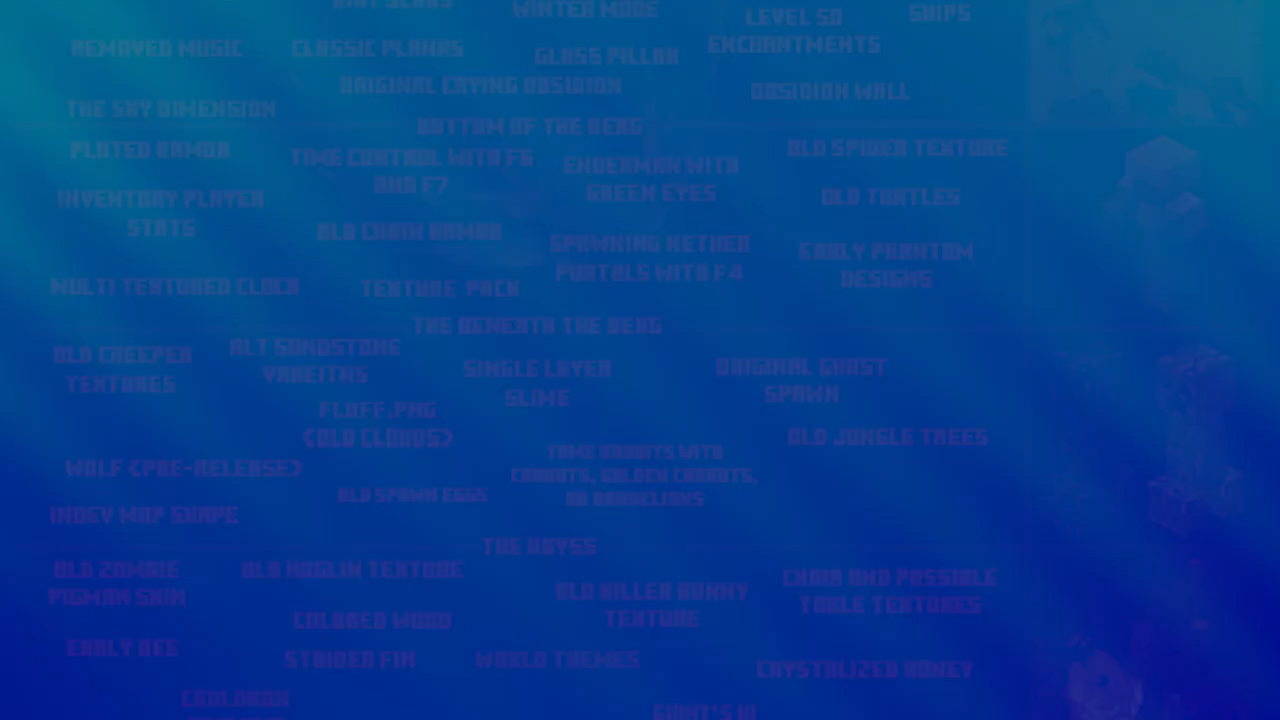 WINTER MODE
LEVEL 50
ENCHANTMENTS
SHIPS
REMOVED MUSIC
CLASSIC PLANKS
GLASS PILLAR
ORIGINAL CRYING OBSIDIAN
OBSIDIAN WALL
THE SKY DIMENSION
BOTTOM OF THE BERG
PLATED ARMOR
TIME CONTROL WITH F6
AND F7
ENDERMAN WITH
GREEN EYES
OLD SPIDER TEXTURE
INVENTORY PLAYER
STATS
OLD TURTLES
OLD CHAIN ARMOR
SPAWNING NETHER
PORTALS WITH F4
EARLY PHANTOM
DESIGNS
MULTI TEXTURED CLOCK
TEXTURE PACK
THE BENEATH THE BERG
OLD CREEPER
TEXTURES
ALT SANDSTONE
SINGLE LAYER
SLIME
ORIGINAL GHAST
SPAWN
FLUFF.PNG
(OLD CLOUDS)
OLD JUNGLE TREES
WOLF (PRE-RELEASE)
TAME RABBITS WITH
CARROTS, GOLDEN CARROTS,
OR DANDELIONS
OLD SPAWN EGGS
INDEV MAP SHAPE
THE ABYSS
OLD ZOMBIE
PIGMAN SKIN
OLD HOGLIN TEXTURE
OLD KILLER BUNNY
TEXTURE
CHAIR AND POSSIBLE
TABLE TEXTURES
COLORED WOOD
EARLY BEE
STRIDER FIN
WORLD THEMES
CRYSTALIZED HONEY
CAULDRON
GIANT'S AI